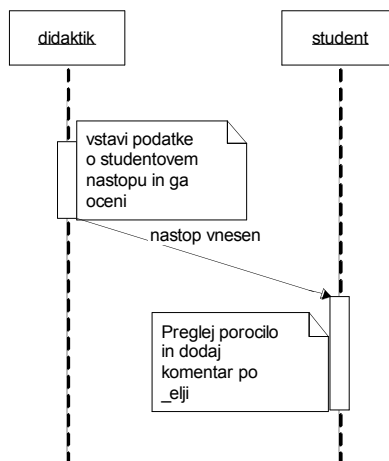 didaktik
student
vstavi podatke
o studentovem
nastopu in ga
oceni
nastop vnesen
Preglej porocilo
in dodaj
komentar po
_elji